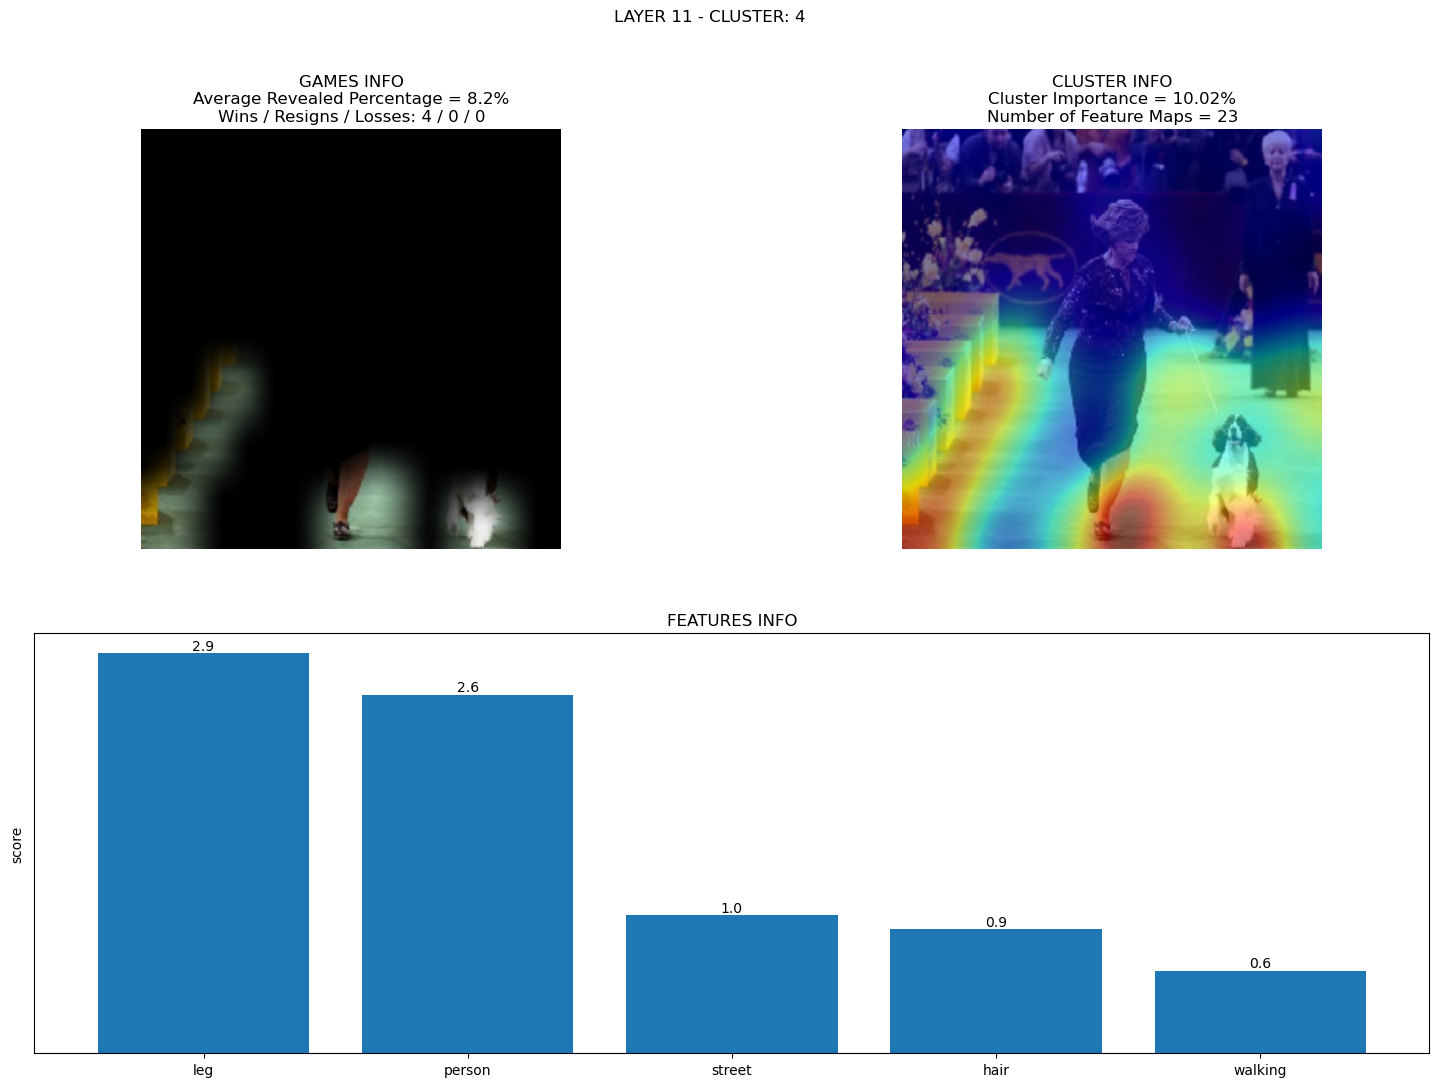 LAYER 11 - CLUSTER: 4
GAMES INFO
Average Revealed Percentage = 8.2%
Wins / Resigns / Losses: 4 / 0 / 0
CLUSTER INFO
Cluster Importance = 10.02%
Number of Feature Maps = 23
FEATURES INFO
score
2.9
2.6
1.0
0.9
0.6
leg
person
street
hair
walking